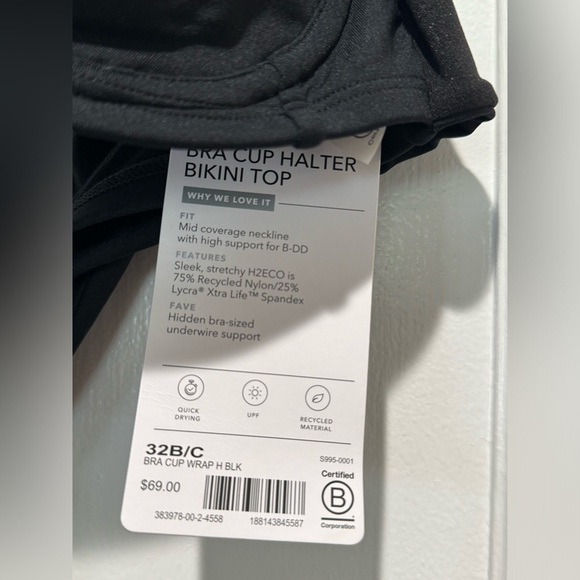 BRA CUP HALTER
BIKINI TOP
WHY WE LOVE IT
FIT
Mid coverage neckline
with high support for B-DD
FEATURES
Sleek, stretchy H2ECO is
75% Recycled Nylon/25%
Lycra® Xtra Life™ Spandex
FAVE
Hidden bra-sized
underwire support
QUICK
DRYING
UPF
RECYCLED
MATERIAL
32B/C
S995-0001
BRA CUP WRAP H BLK
$69.00
383978-00-2-4558
188143845587
Certified
B
Corporation